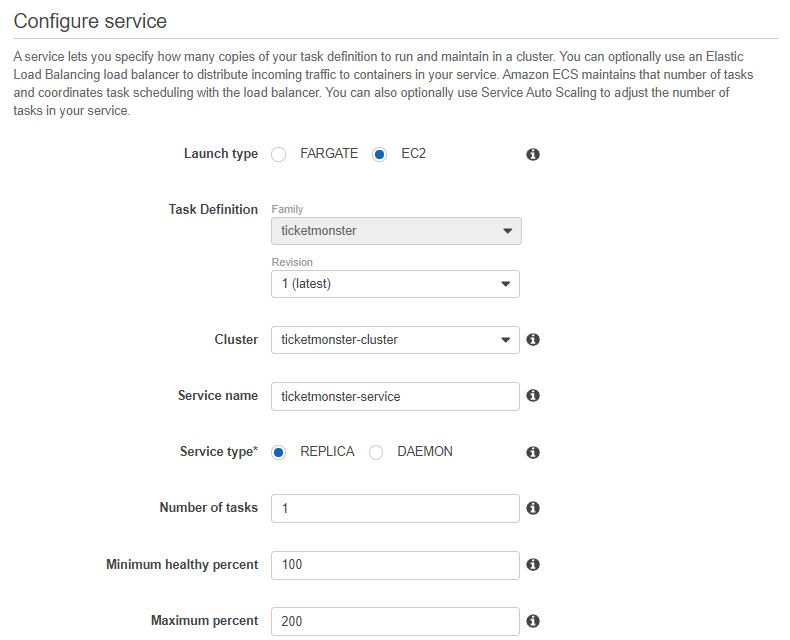 Configure service
A service lets you specify how many copies of your task definition to run and maintain in a cluster. You can optionally use an Elastic
Load Balancing load balancer to distribute incoming traffic to containers in your service. Amazon ECS maintains that number of tasks
and coordinates task scheduling with the load balancer. You can also optionally use Service Auto Scaling to adjust the number of
tasks in your service.
Launch type FARGATE EC2
Task Definition Family
ticketmonster
Revision
1 (latest)
Cluster ticketmonster-cluster
Service name ticketmonster-service
Service type* REPLICA DAEMON
Number of tasks 1
Minimum healthy percent 100
Maximum percent 200